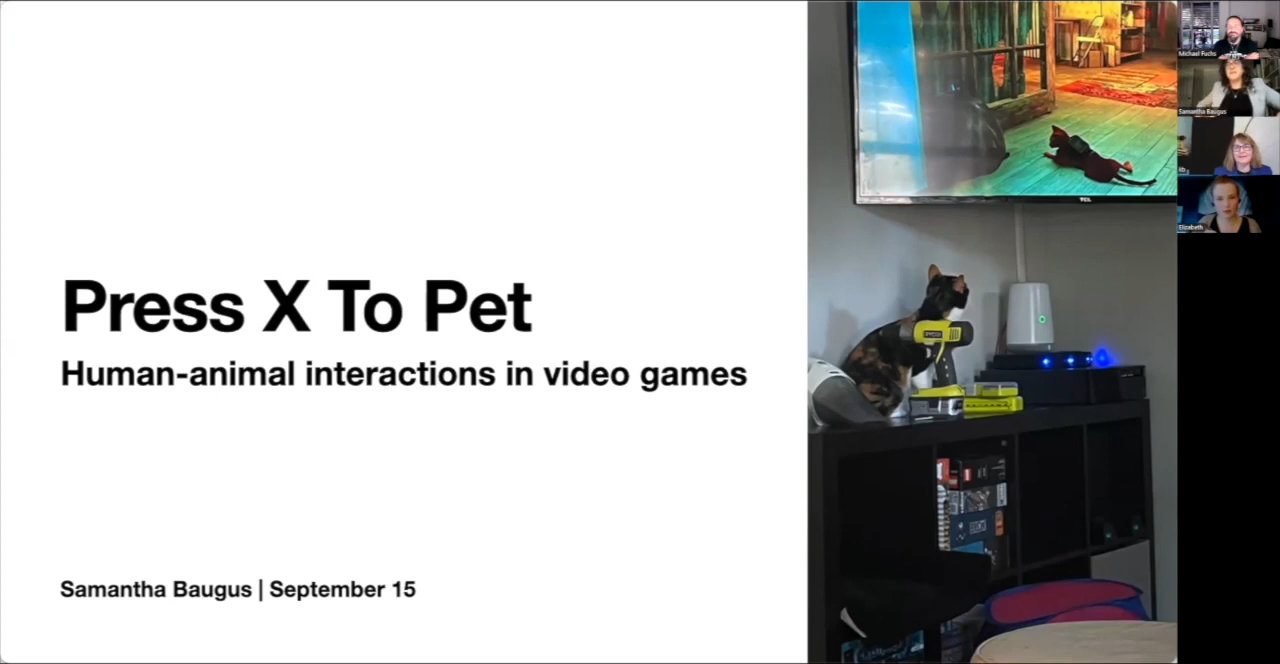 Press X To Pet
Human-animal interactions in video games
Samantha Baugus | September 15
TCL
RYOBI
Michael Fuchs
Samantha Baugus
Elizabeth